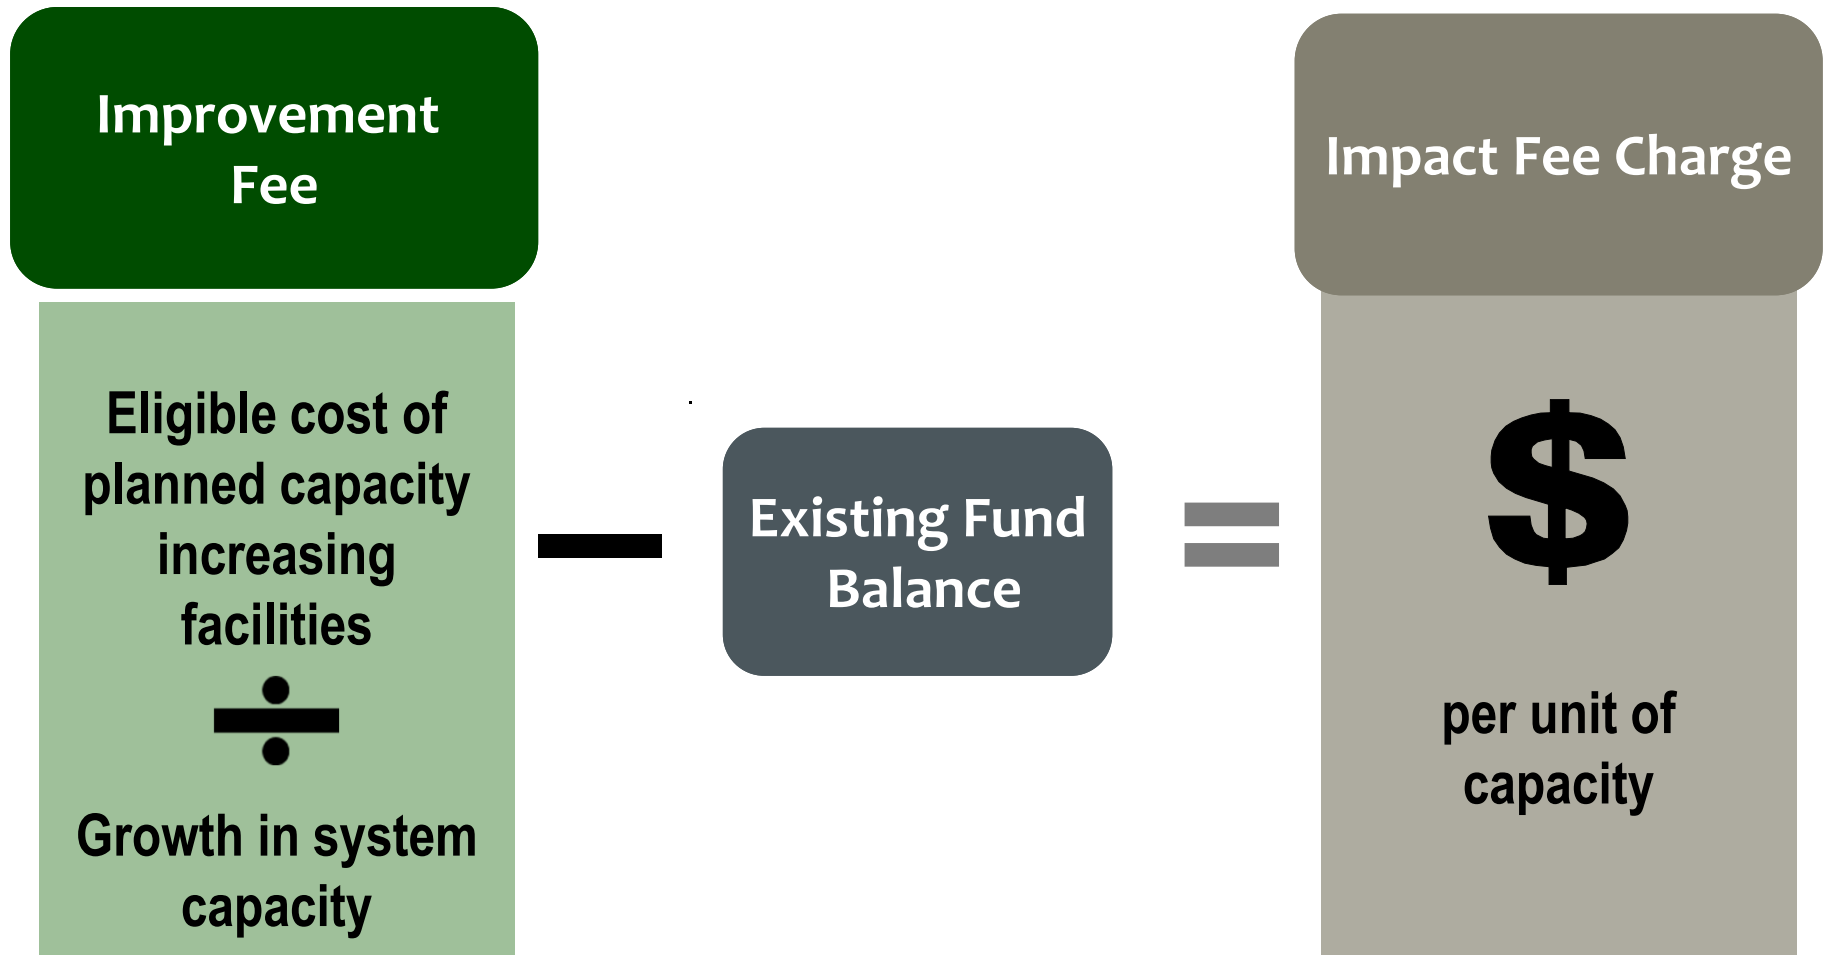 Improvement
Fee
Eligible cost of
planned capacity
increasing
facilities
÷
Growth in system
capacity
—
.
Existing Fund
Balance
=
Impact Fee Charge
$
per unit of
capacity